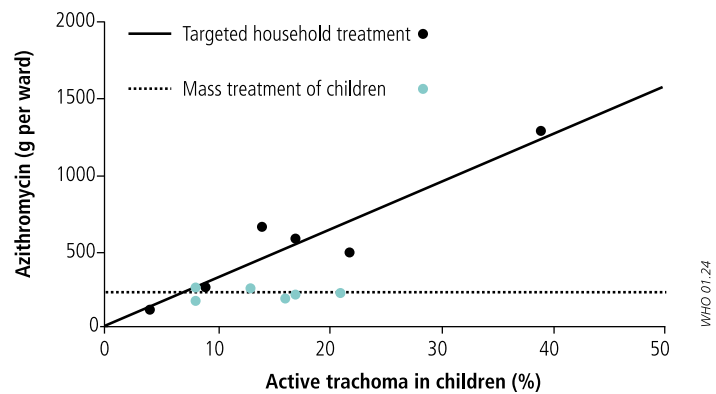 2000
Targeted household treatment
Mass treatment of children
1500
1000
500
0
Azithromycin (g per ward)
0 10 20 30 40 50
Active trachoma in children (%)
WHO 01.24